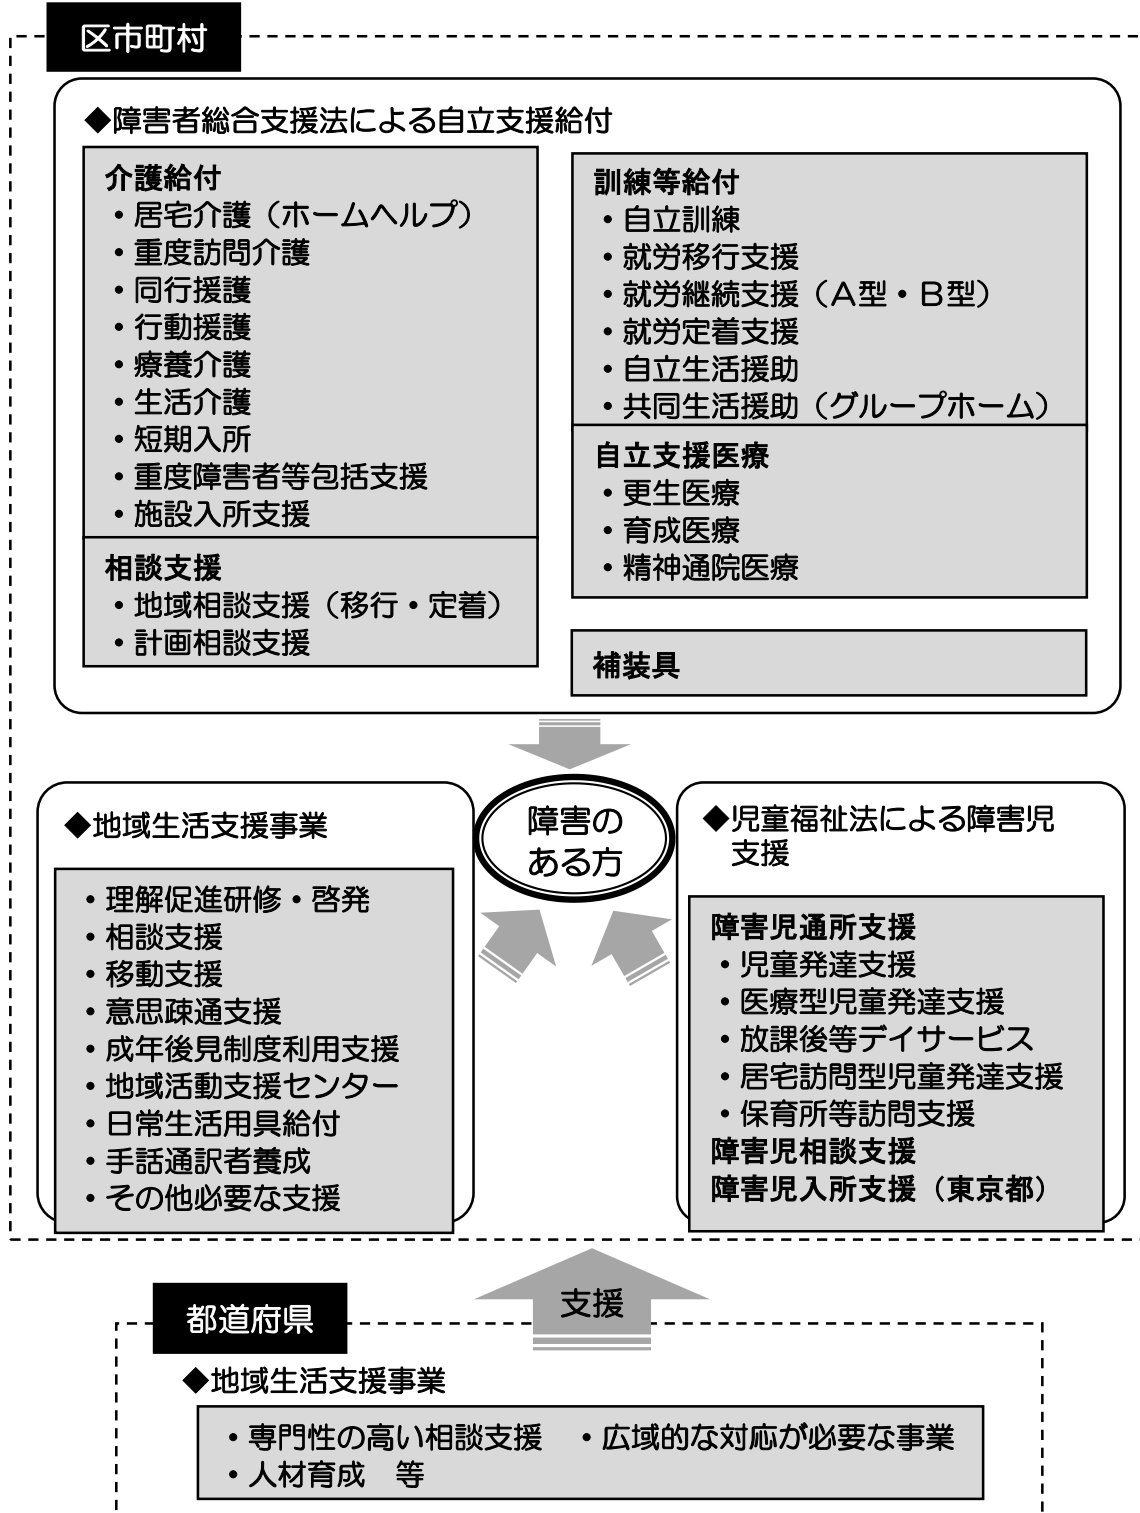 区市町村
◆障害者総合支援法による自立支援給付
介護給付
・居宅介護（ホームヘルプ）
・重度訪問介護
・同行援護
・行動援護
・療養介護
・生活介護
・短期入所
・重度障害者等包括支援
・施設入所支援
相談支援
・地域相談支援（移行・定着）
・計画相談支援
訓練等給付
・自立訓練
・就労移行支援
・就労継続支援（Ａ型・Ｂ型）
・就労定着支援
・自立生活援助
・共同生活援助（グループホーム）
自立支援医療
・更生医療
・育成医療
・精神通院医療
補装具
障害の
ある方
◆地域生活支援事業
・理解促進研修・啓発
・相談支援
・移動支援
・意思疎通支援
・成年後見制度利用支援
・地域活動支援センター
・日常生活用具給付
・手話通訳者養成
・その他必要な支援
◆児童福祉法による障害児
支援
障害児通所支援
・児童発達支援
・医療型児童発達支援
・放課後等デイサービス
・居宅訪問型児童発達支援
・保育所等訪問支援
障害児相談支援
障害児入所支援（東京都）
支援
都道府県
◆地域生活支援事業
・専門性の高い相談支援　・広域的な対応が必要な事業
・人材育成　等